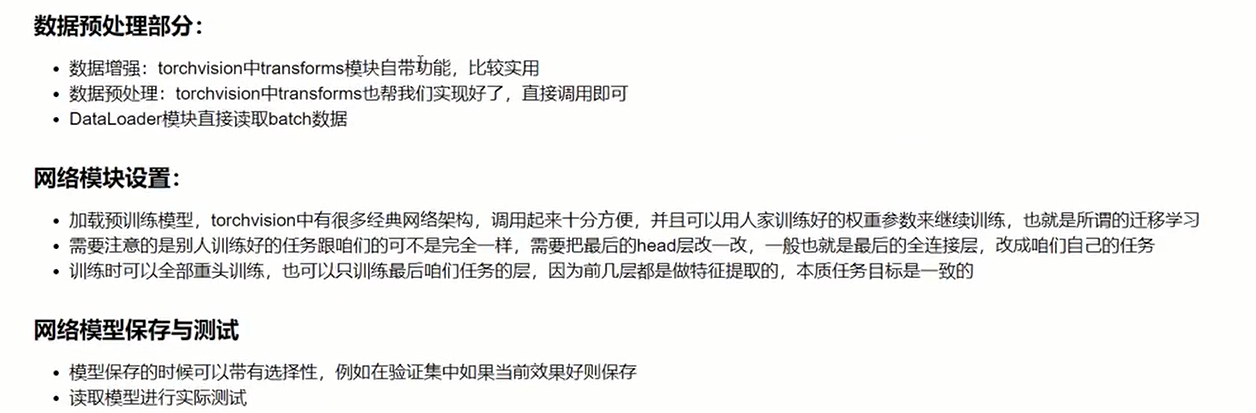 数据预处理部分：
数据增强：torchvision中transforms模块自带功能，比较实用
数据预处理：torchvision中transforms也帮我们实现好了，直接调用即可
DataLoader模块直接读取batch数据
网络模块设置：
加载预训练模型，torchvision中有很多经典网络架构，调用起来十分方便，并且可以用人家训练好的权重参数来继续训练，也就是所谓的迁移学习
需要注意的是别人训练好的任务跟咱们的可不是完全一样，需要把最后的head层改一改，一般也就是最后的全连接层，改成咱们自己的任务
训练时可以全部重头训练，也可以只训练最后咱们任务的层，因为前几层都是做特征提取的，本质任务目标是一致的
网络模型保存与测试
模型保存的时候可以带有选择性，例如在验证集中如果当前效果好则保存
读取模型进行实际测试